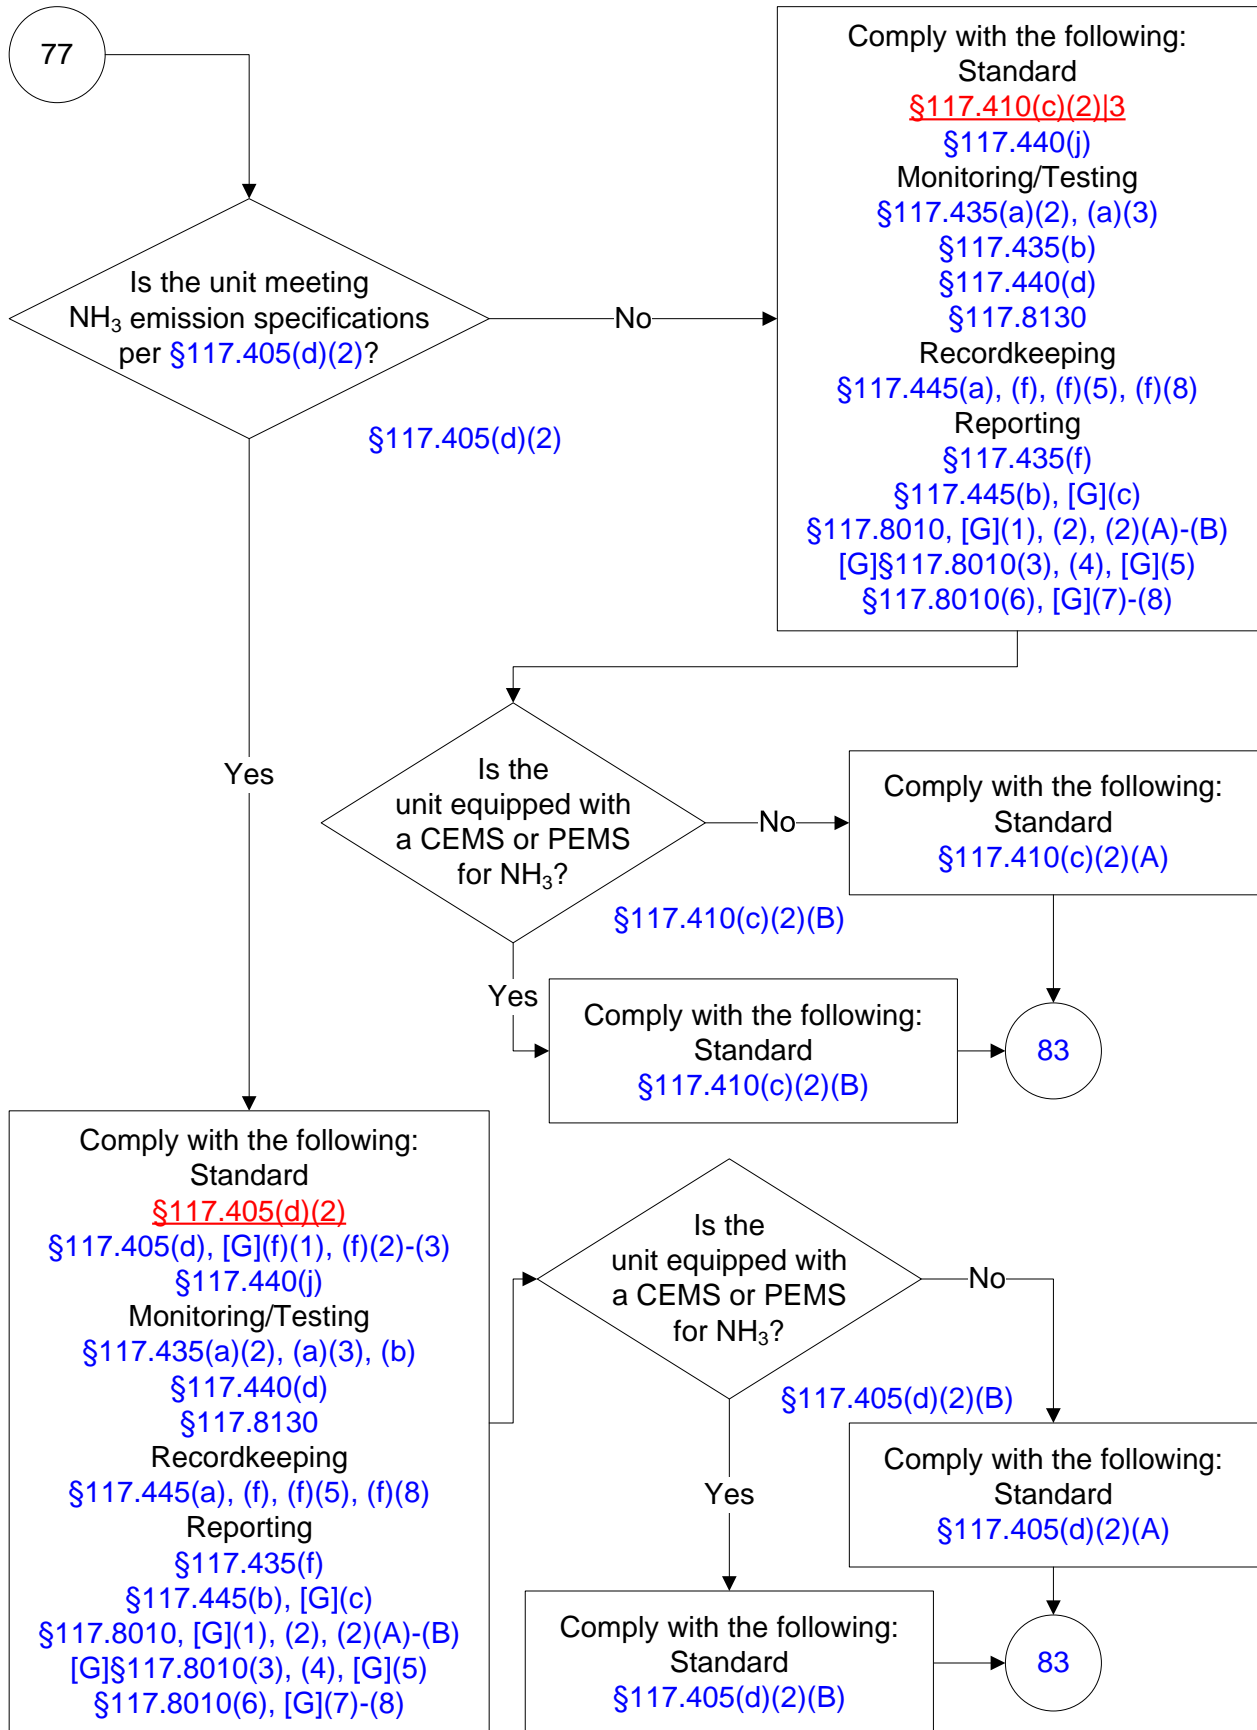 77
Is the unit meeting
NH₃ emission specifications
per §117.405(d)(2)?
§117.405(d)(2)
No
Yes
Comply with the following:
Standard
§117.410(c)(2)|3
§117.440(j)
Monitoring/Testing
§117.435(a)(2), (a)(3)
§117.435(b)
§117.440(d)
§117.8130
Recordkeeping
§117.445(a), (f), (f)(5), (f)(8)
Reporting
§117.435(f)
§117.445(b), [G](c)
§117.8010, [G](1), (2), (2)(A)-(B)
[G]§117.8010(3), (4), [G](5)
§117.8010(6), [G](7)-(8)
Is the
unit equipped with
a CEMS or PEMS
for NH₃?
§117.410(c)(2)(B)
No
Comply with the following:
Standard
§117.410(c)(2)(A)
Yes
Comply with the following:
Standard
§117.410(c)(2)(B)
83
Comply with the following:
Standard
§117.405(d)(2)
§117.405(d), [G](f)(1), (f)(2)-(3)
§117.440(j)
Monitoring/Testing
§117.435(a)(2), (a)(3), (b)
§117.440(d)
§117.8130
Recordkeeping
§117.445(a), (f), (f)(5), (f)(8)
Reporting
§117.435(f)
§117.445(b), [G](c)
§117.8010, [G](1), (2), (2)(A)-(B)
[G]§117.8010(3), (4), [G](5)
§117.8010(6), [G](7)-(8)
Is the
unit equipped with
a CEMS or PEMS
for NH₃?
§117.405(d)(2)(B)
No
Comply with the following:
Standard
§117.405(d)(2)(A)
Yes
Comply with the following:
Standard
§117.405(d)(2)(B)
83